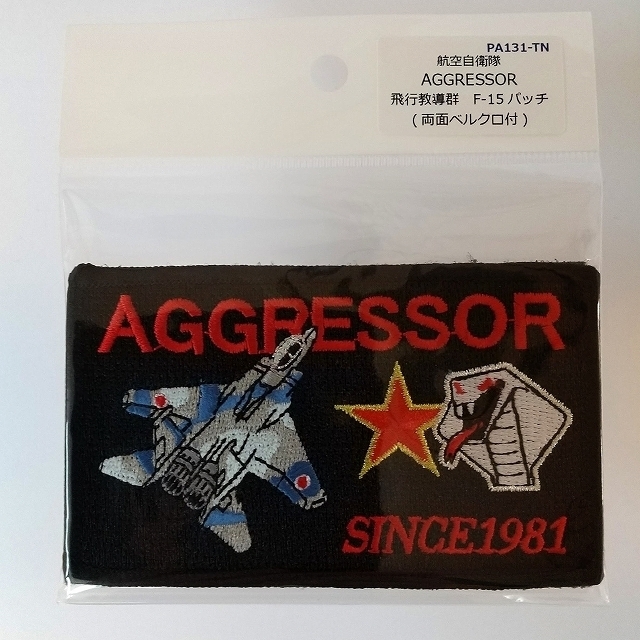 PA131-TN
航空自衛隊
AGGRESSOR
飛行教導群 F-15 パッチ
(両面ベルクロ付)
AGGRESSOR
SINCE1981